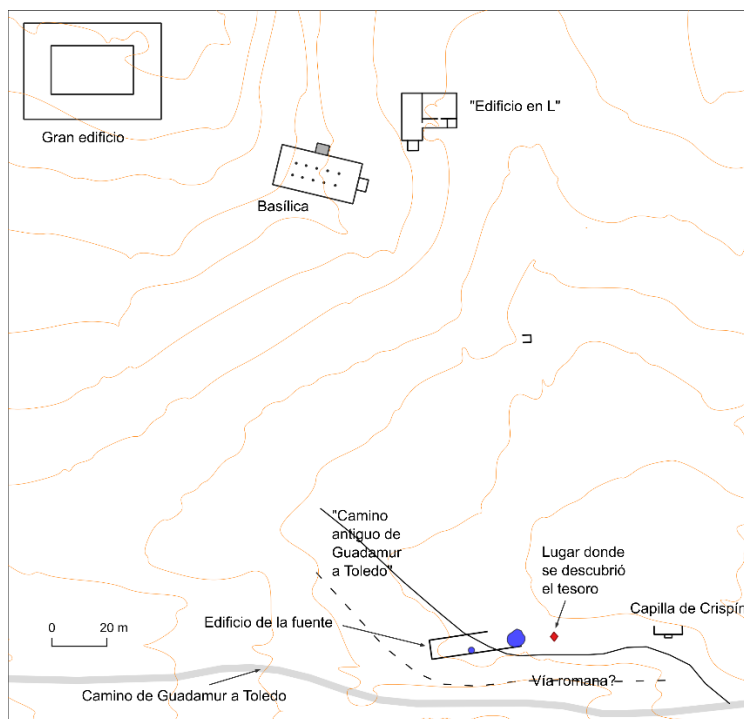 Gran edificio
"Edificio en L"
Basílica
"Camino
antiguo de
Guadamur
a Toledo"
Lugar donde
se descubrió
el tesoro
Capilla de Crispín
Edificio de la fuente
0 20 m
Vía romana?
Camino de Guadamur a Toledo